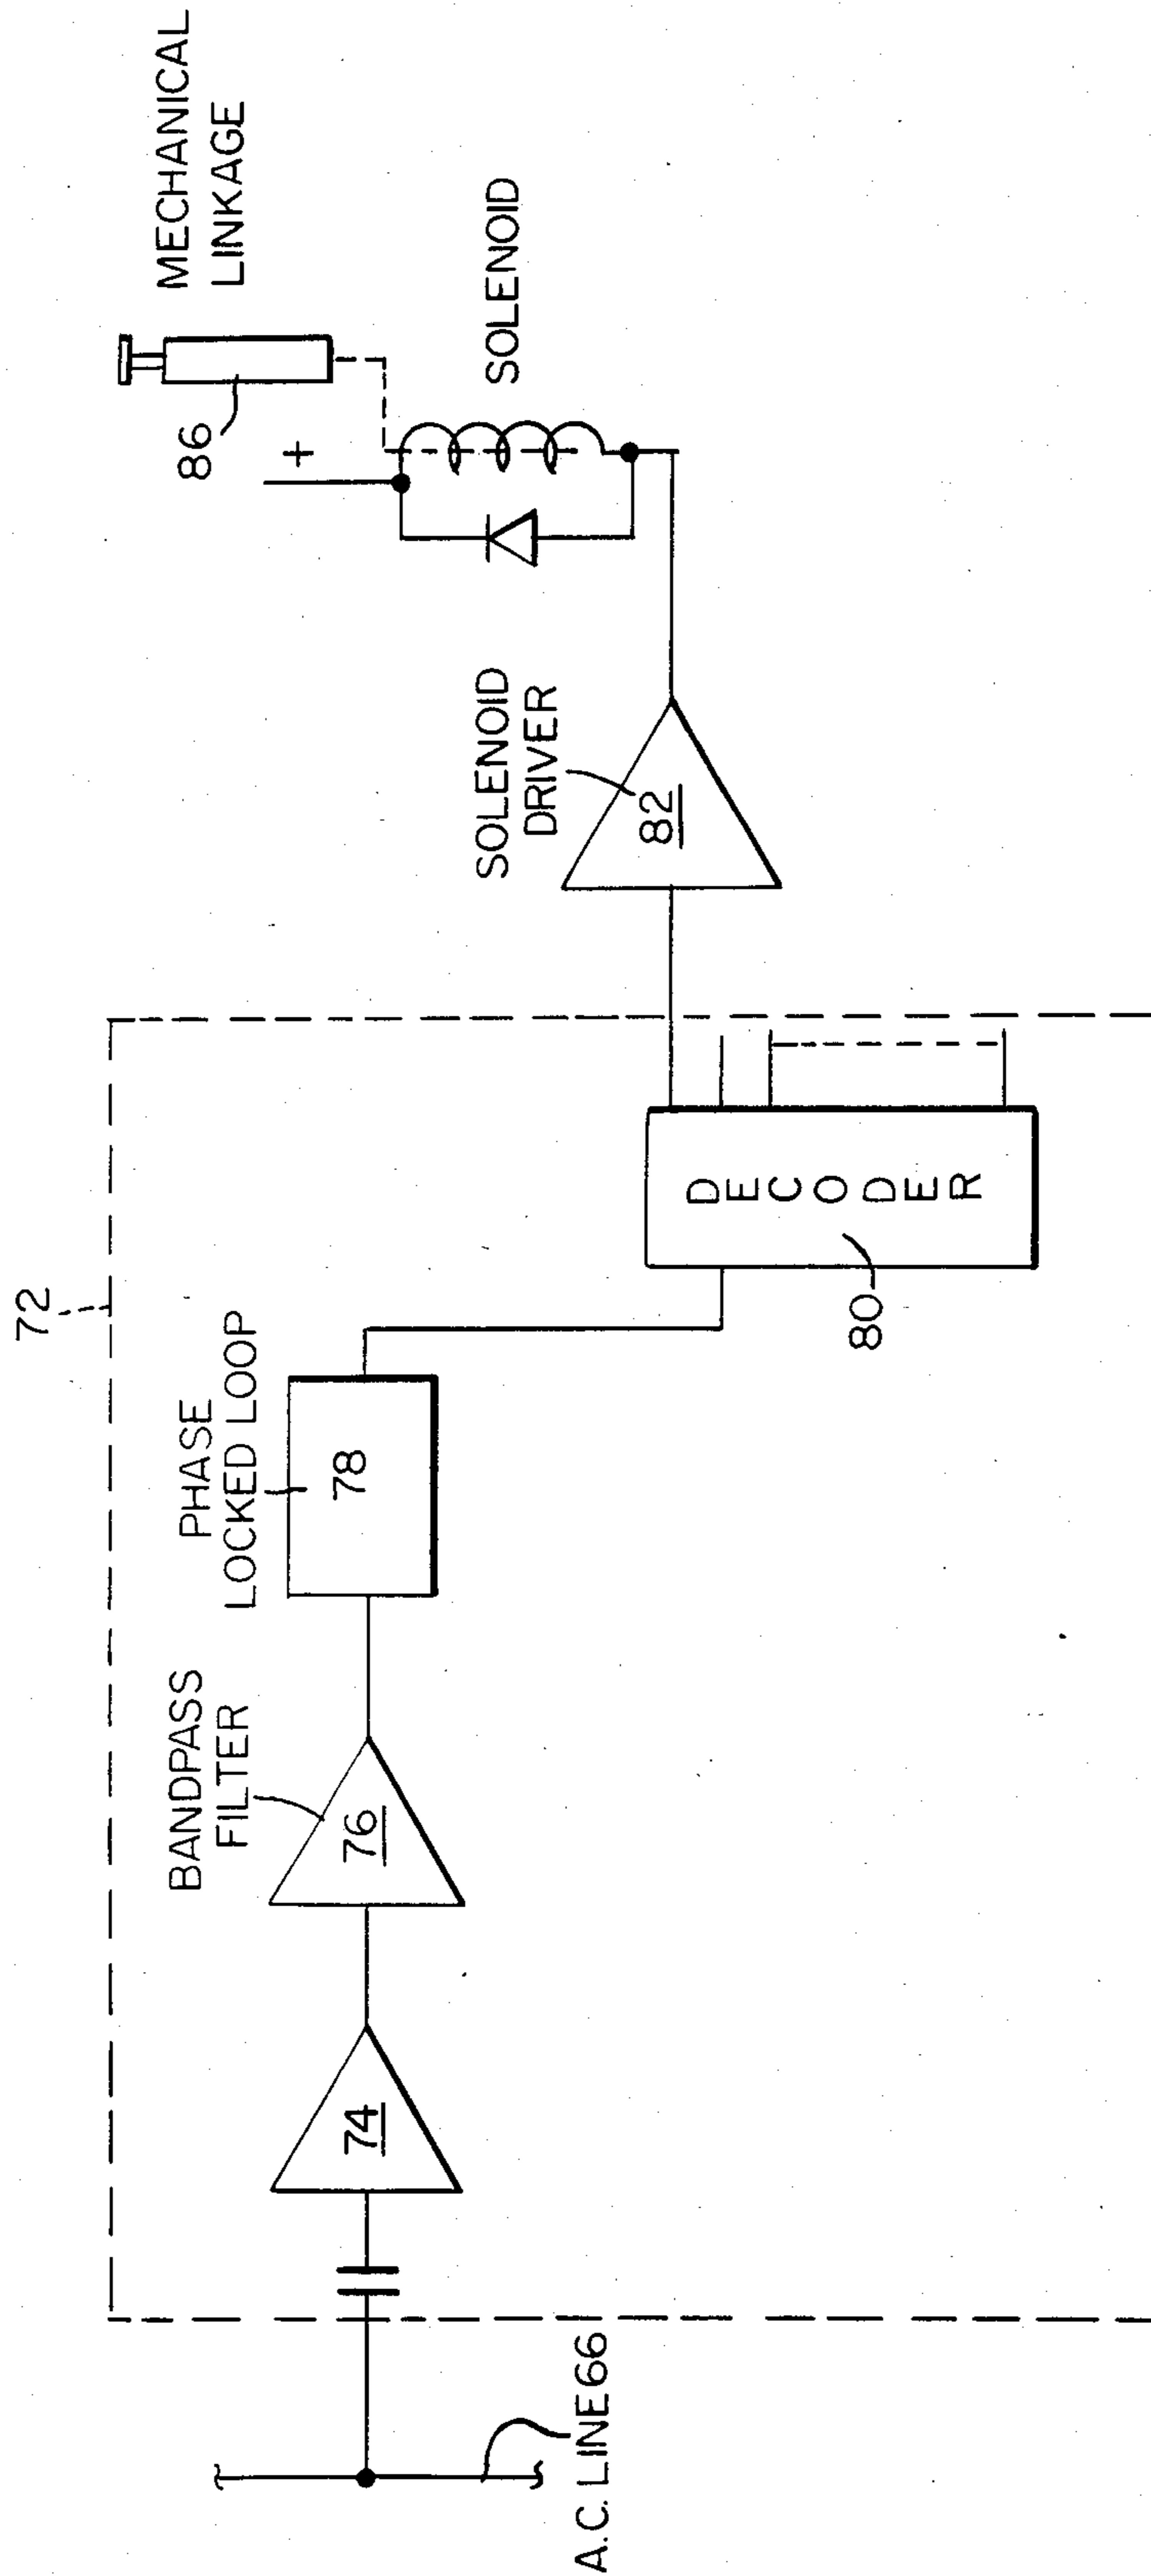 72
A.C. LINE 66
74
BANDPASS
FILTER
76
PHASE
LOCKED LOOP
78
DECODER
80
SOLENOID
DRIVER
82
SOLENOID
+
86
MECHANICAL
LINKAGE